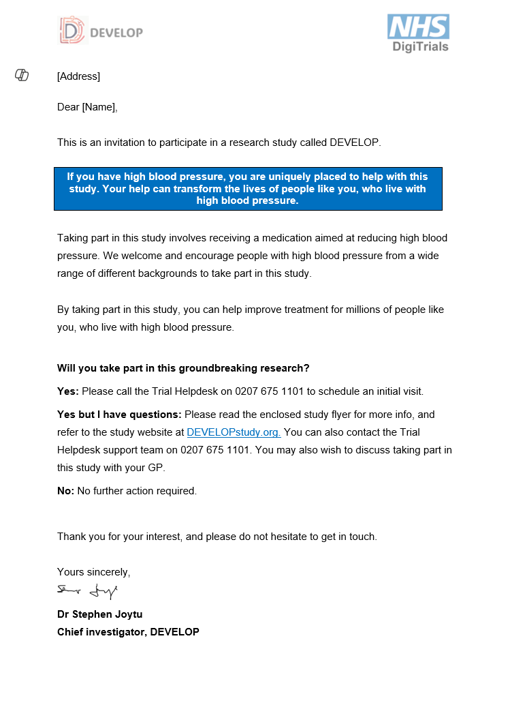 DEVELOP
NHS
DigiTrials
[Address]
Dear [Name],
This is an invitation to participate in a research study called DEVELOP.
If you have high blood pressure, you are uniquely placed to help with this
study. Your help can transform the lives of people like you, who live with
high blood pressure.
Taking part in this study involves receiving a medication aimed at reducing high blood
pressure. We welcome and encourage people with high blood pressure from a wide
range of different backgrounds to take part in this study.
By taking part in this study, you can help improve treatment for millions of people like
you, who live with high blood pressure.
Will you take part in this groundbreaking research?
Yes: Please call the Trial Helpdesk on 0207 675 1101 to schedule an initial visit.
Yes but I have questions: Please read the enclosed study flyer for more info, and
refer to the study website at DEVELOPstudy.org. You can also contact the Trial
Helpdesk support team on 0207 675 1101. You may also wish to discuss taking part in
this study with your GP.
No: No further action required.
Thank you for your interest, and please do not hesitate to get in touch.
Yours sincerely,
Dr Stephen Joytu
Chief investigator, DEVELOP